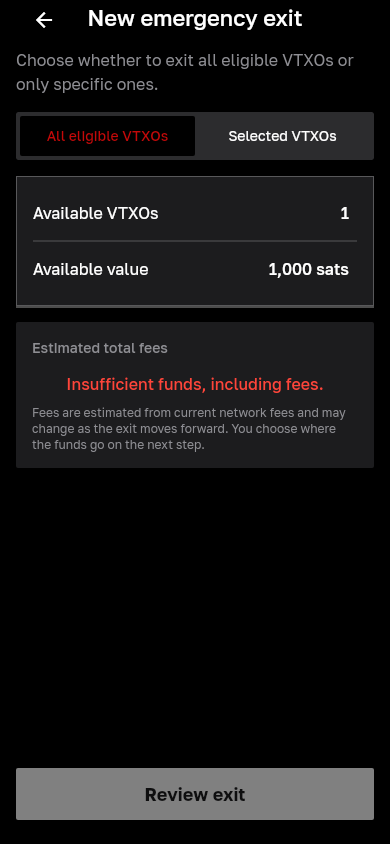 New emergency exit
Choose whether to exit all eligible VTXOs or
only specific ones.
All eligible VTXOs
Selected VTXOs
Available VTXOs
1
Available value
1,000 sats
Estimated total fees
Insufficient funds, including fees.
Fees are estimated from current network fees and may
change as the exit moves forward. You choose where
the funds go on the next step.
Review exit